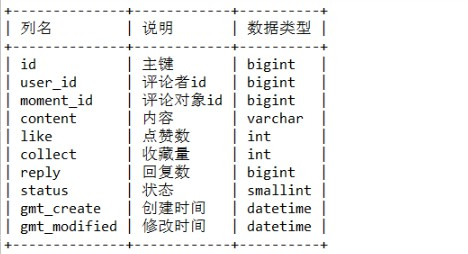 +--------------+------------+----------+
| 列名         | 说明       | 数据类型 |
+--------------+------------+----------+
| id           | 主键       | bigint   |
| user_id      | 评论者id   | bigint   |
| moment_id    | 评论对象id | bigint   |
| content      | 内容       | varchar  |
| like         | 点赞数     | int      |
| collect      | 收藏量     | int      |
| reply        | 回复数     | bigint   |
| status       | 状态       | smallint |
| gmt_create   | 创建时间   | datetime |
| gmt_modified | 修改时间   | datetime |
+--------------+------------+----------+